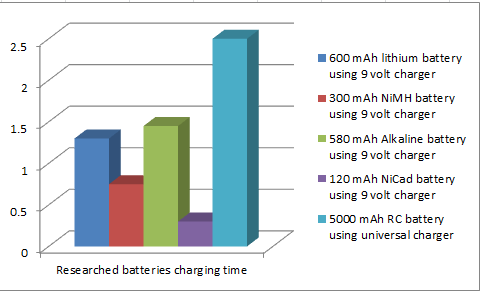 2.5
2
1.5
1
0.5
0
Researched batteries charging time
600 mAh lithium battery
using 9 volt charger
300 mAh NiMH battery
using 9 volt charger
580 mAh Alkaline battery
using 9 volt charger
120 mAh NiCad battery
using 9 volt charger
5000 mAh RC battery
using universal charger